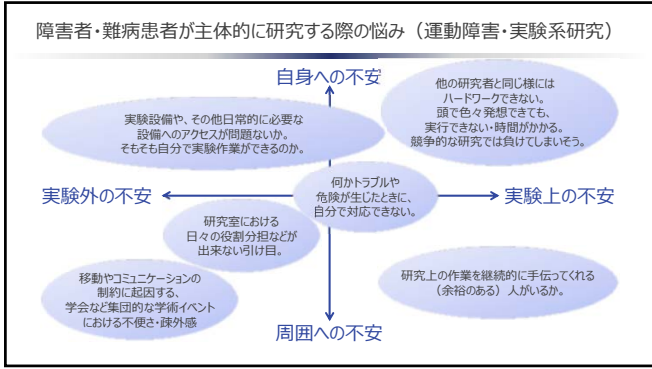 障害者・難病患者が主体的に研究する際の悩み（運動障害・実験系研究）
自身への不安
他の研究者と同じ様には
ハードワークできない。
頭で色々発想できても、
実行できない・時間がかかる。
競争的な研究では負けてしまいそう。
実験設備や、その他日常的に必要な
設備へのアクセスが問題ないか。
そもそも自分で実験作業ができるのか。
何かトラブルや
危険が生じたときに、
自分で対応できない。
実験外の不安
実験上の不安
研究室における
日々の役割分担などが
出来ない引け目。
移動やコミュニケーションの
制約に起因する、
学会など集団的な学術イベント
における不便さ・疎外感
研究上の作業を継続的に手伝ってくれる
（余裕のある）人がいるか。
周囲への不安